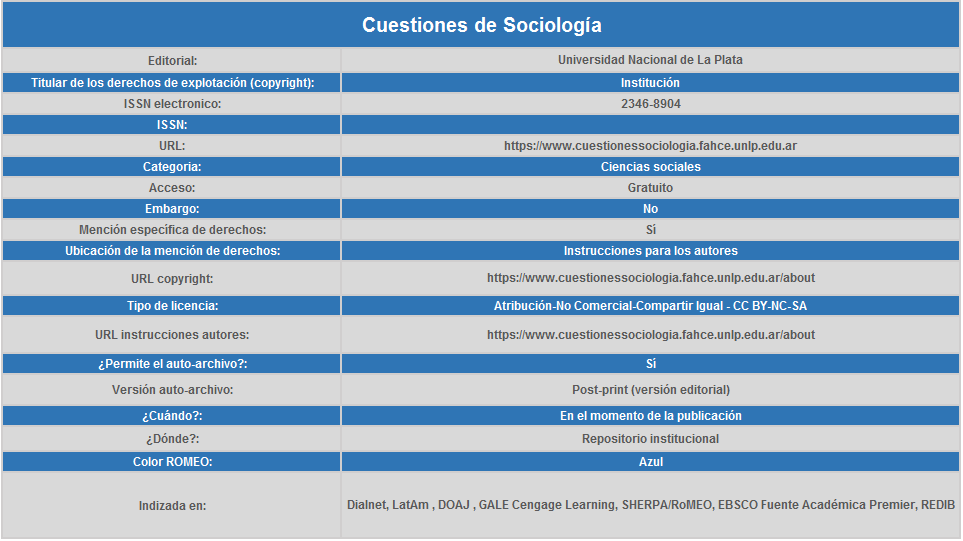 Cuestiones de Sociología
Editorial: Universidad Nacional de La Plata
Titular de los derechos de explotación (copyright): Institución
ISSN electronico: 2346-8904
ISSN:
URL: https://www.cuestionessociologia.fahce.unlp.edu.ar
Categoria: Ciencias sociales
Acceso: Gratuito
Embargo: No
Mención específica de derechos: Sí
Ubicación de la mención de derechos: Instrucciones para los autores
URL copyright: https://www.cuestionessociologia.fahce.unlp.edu.ar/about
Tipo de licencia: Atribución-No Comercial-Compartir Igual - CC BY-NC-SA
URL instrucciones autores: https://www.cuestionessociologia.fahce.unlp.edu.ar/about
¿Permite el auto-archivo?: Sí
Versión auto-archivo: Post-print (versión editorial)
¿Cuándo?: En el momento de la publicación
¿Dónde?: Repositorio institucional
Color ROMEO: Azul
Indizada en: Dialnet, LatAm , DOAJ , GALE Cengage Learning, SHERPA/RoMEO, EBSCO Fuente Académica Premier, REDIB